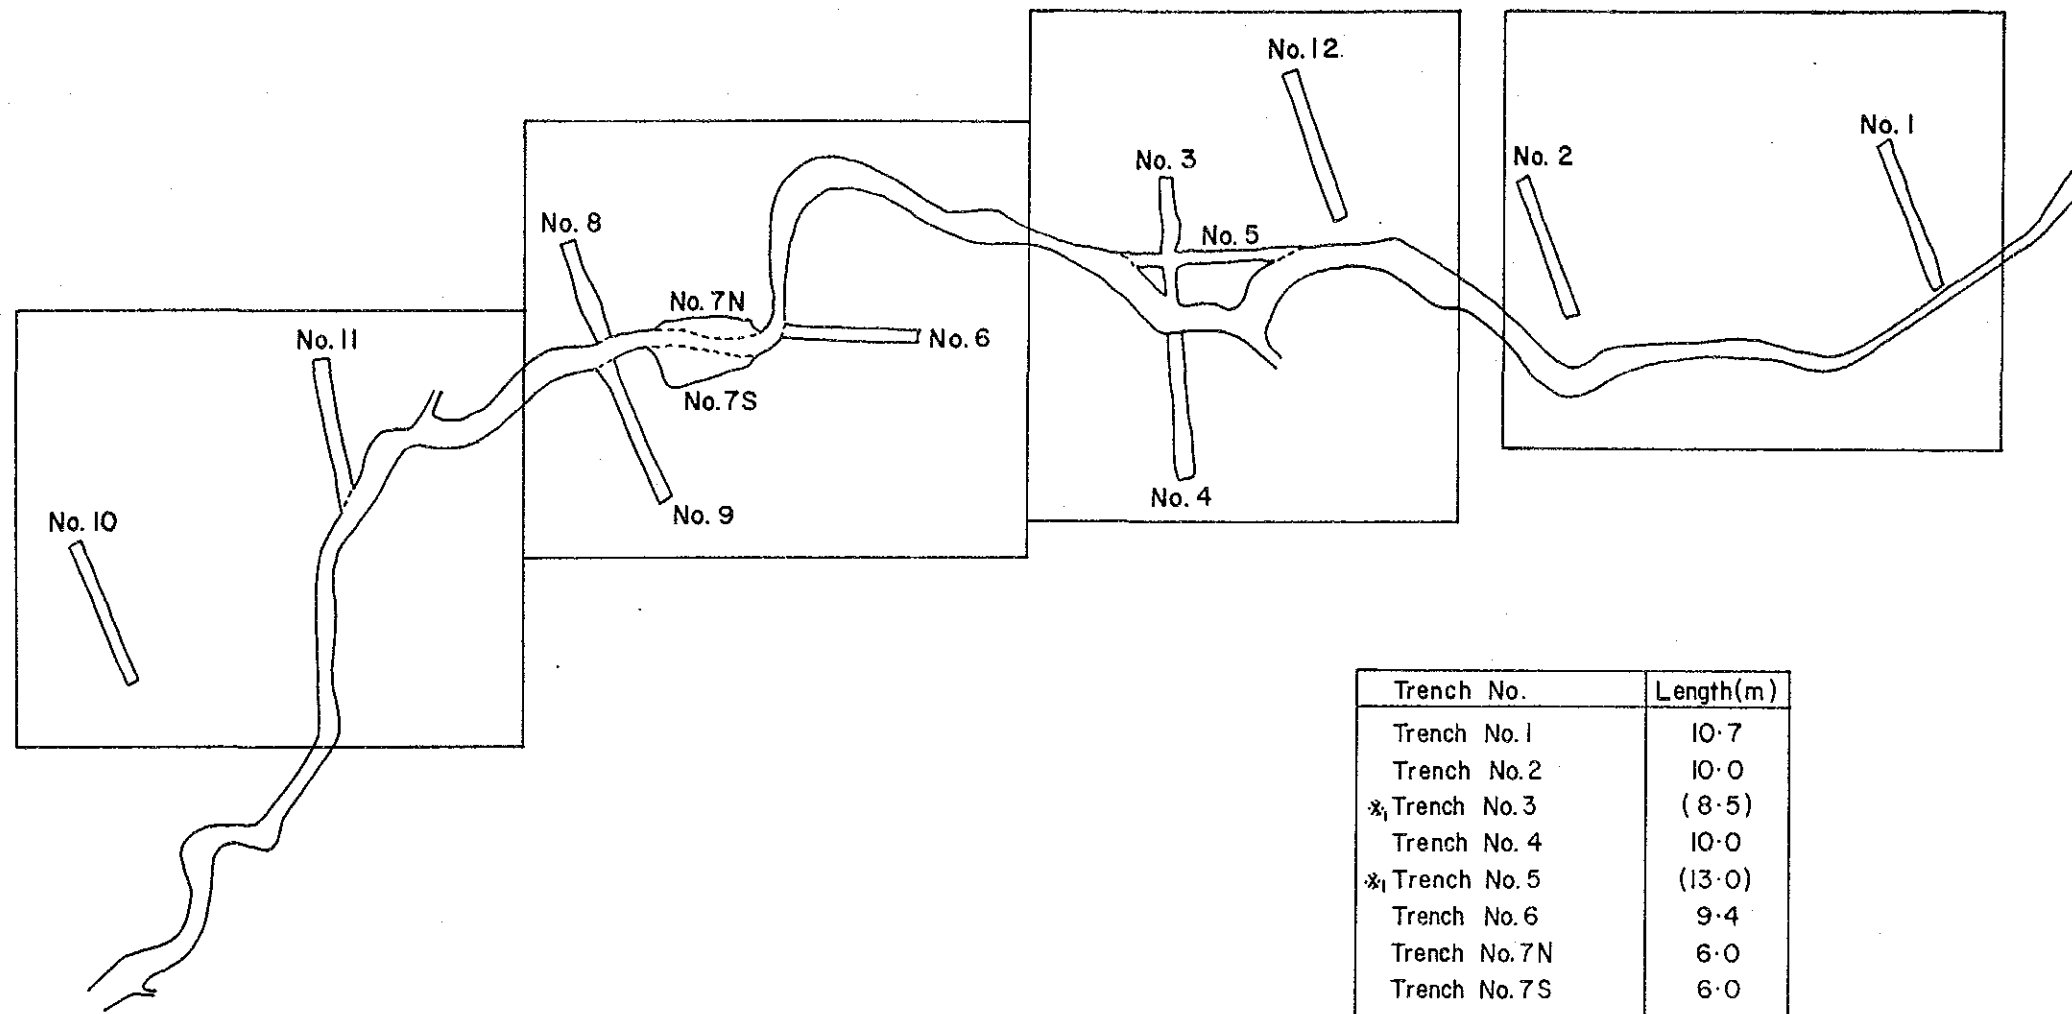 No.12
No. 1
No. 3
No. 2
No. 8
No. 5
No. 7N
No. 6
No. 11
No. 7S
No. 4
No. 9
No. 10
Trench No. Length(m)
Trench No. 1 10·7
Trench No. 2 10·0
※1 Trench No. 3 (8·5)
Trench No. 4 10·0
※1 Trench No. 5 (13·0)
Trench No. 6 9·4
Trench No. 7N 6·0
Trench No. 7S 6·0